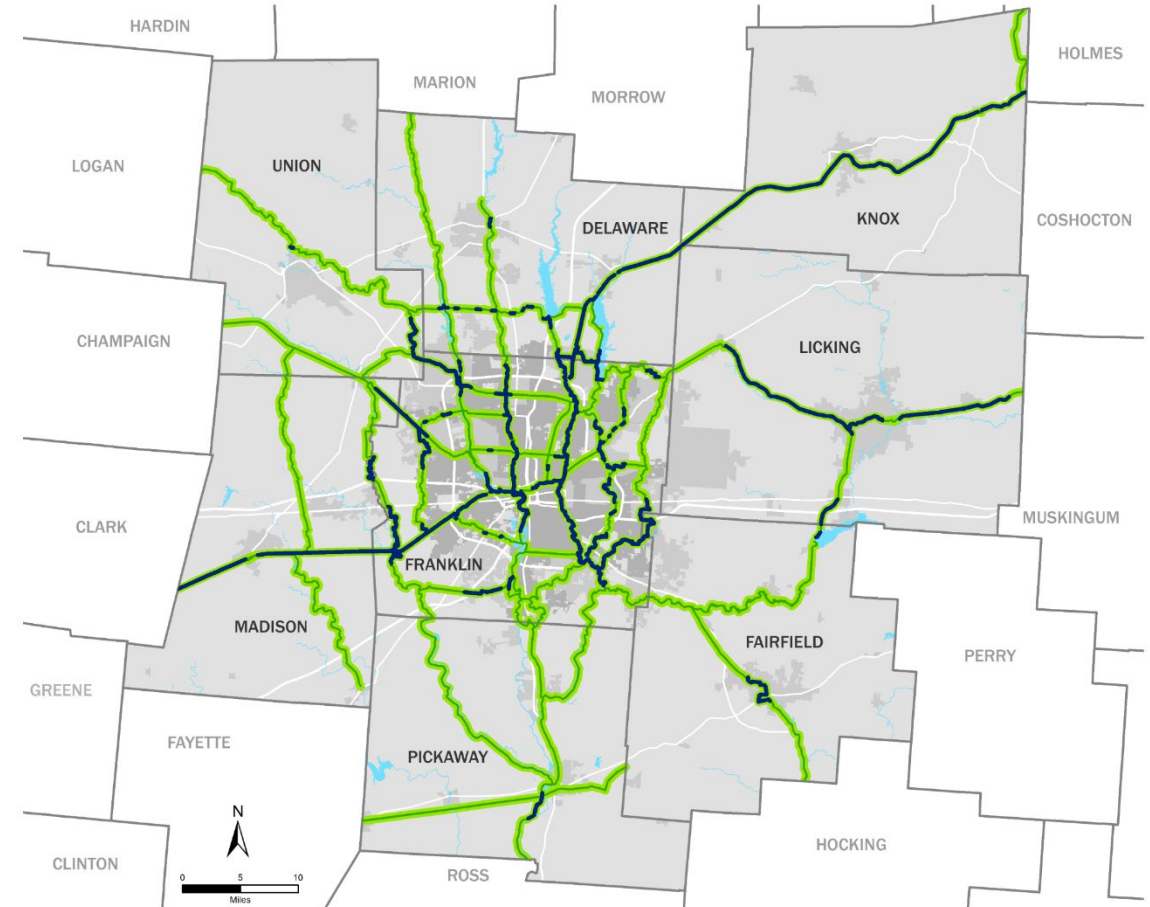 HARDIN
HOLMES
MARION
MORROW
LOGAN
UNION
DELAWARE
KNOX
COSHOCTON
CHAMPAIGN
LICKING
CLARK
MUSKINGUM
FRANKLIN
MADISON
FAIRFIELD
PERRY
GREENE
FAYETTE
PICKAWAY
N
HOCKING
CLINTON
ROSS
0 5 10
Miles